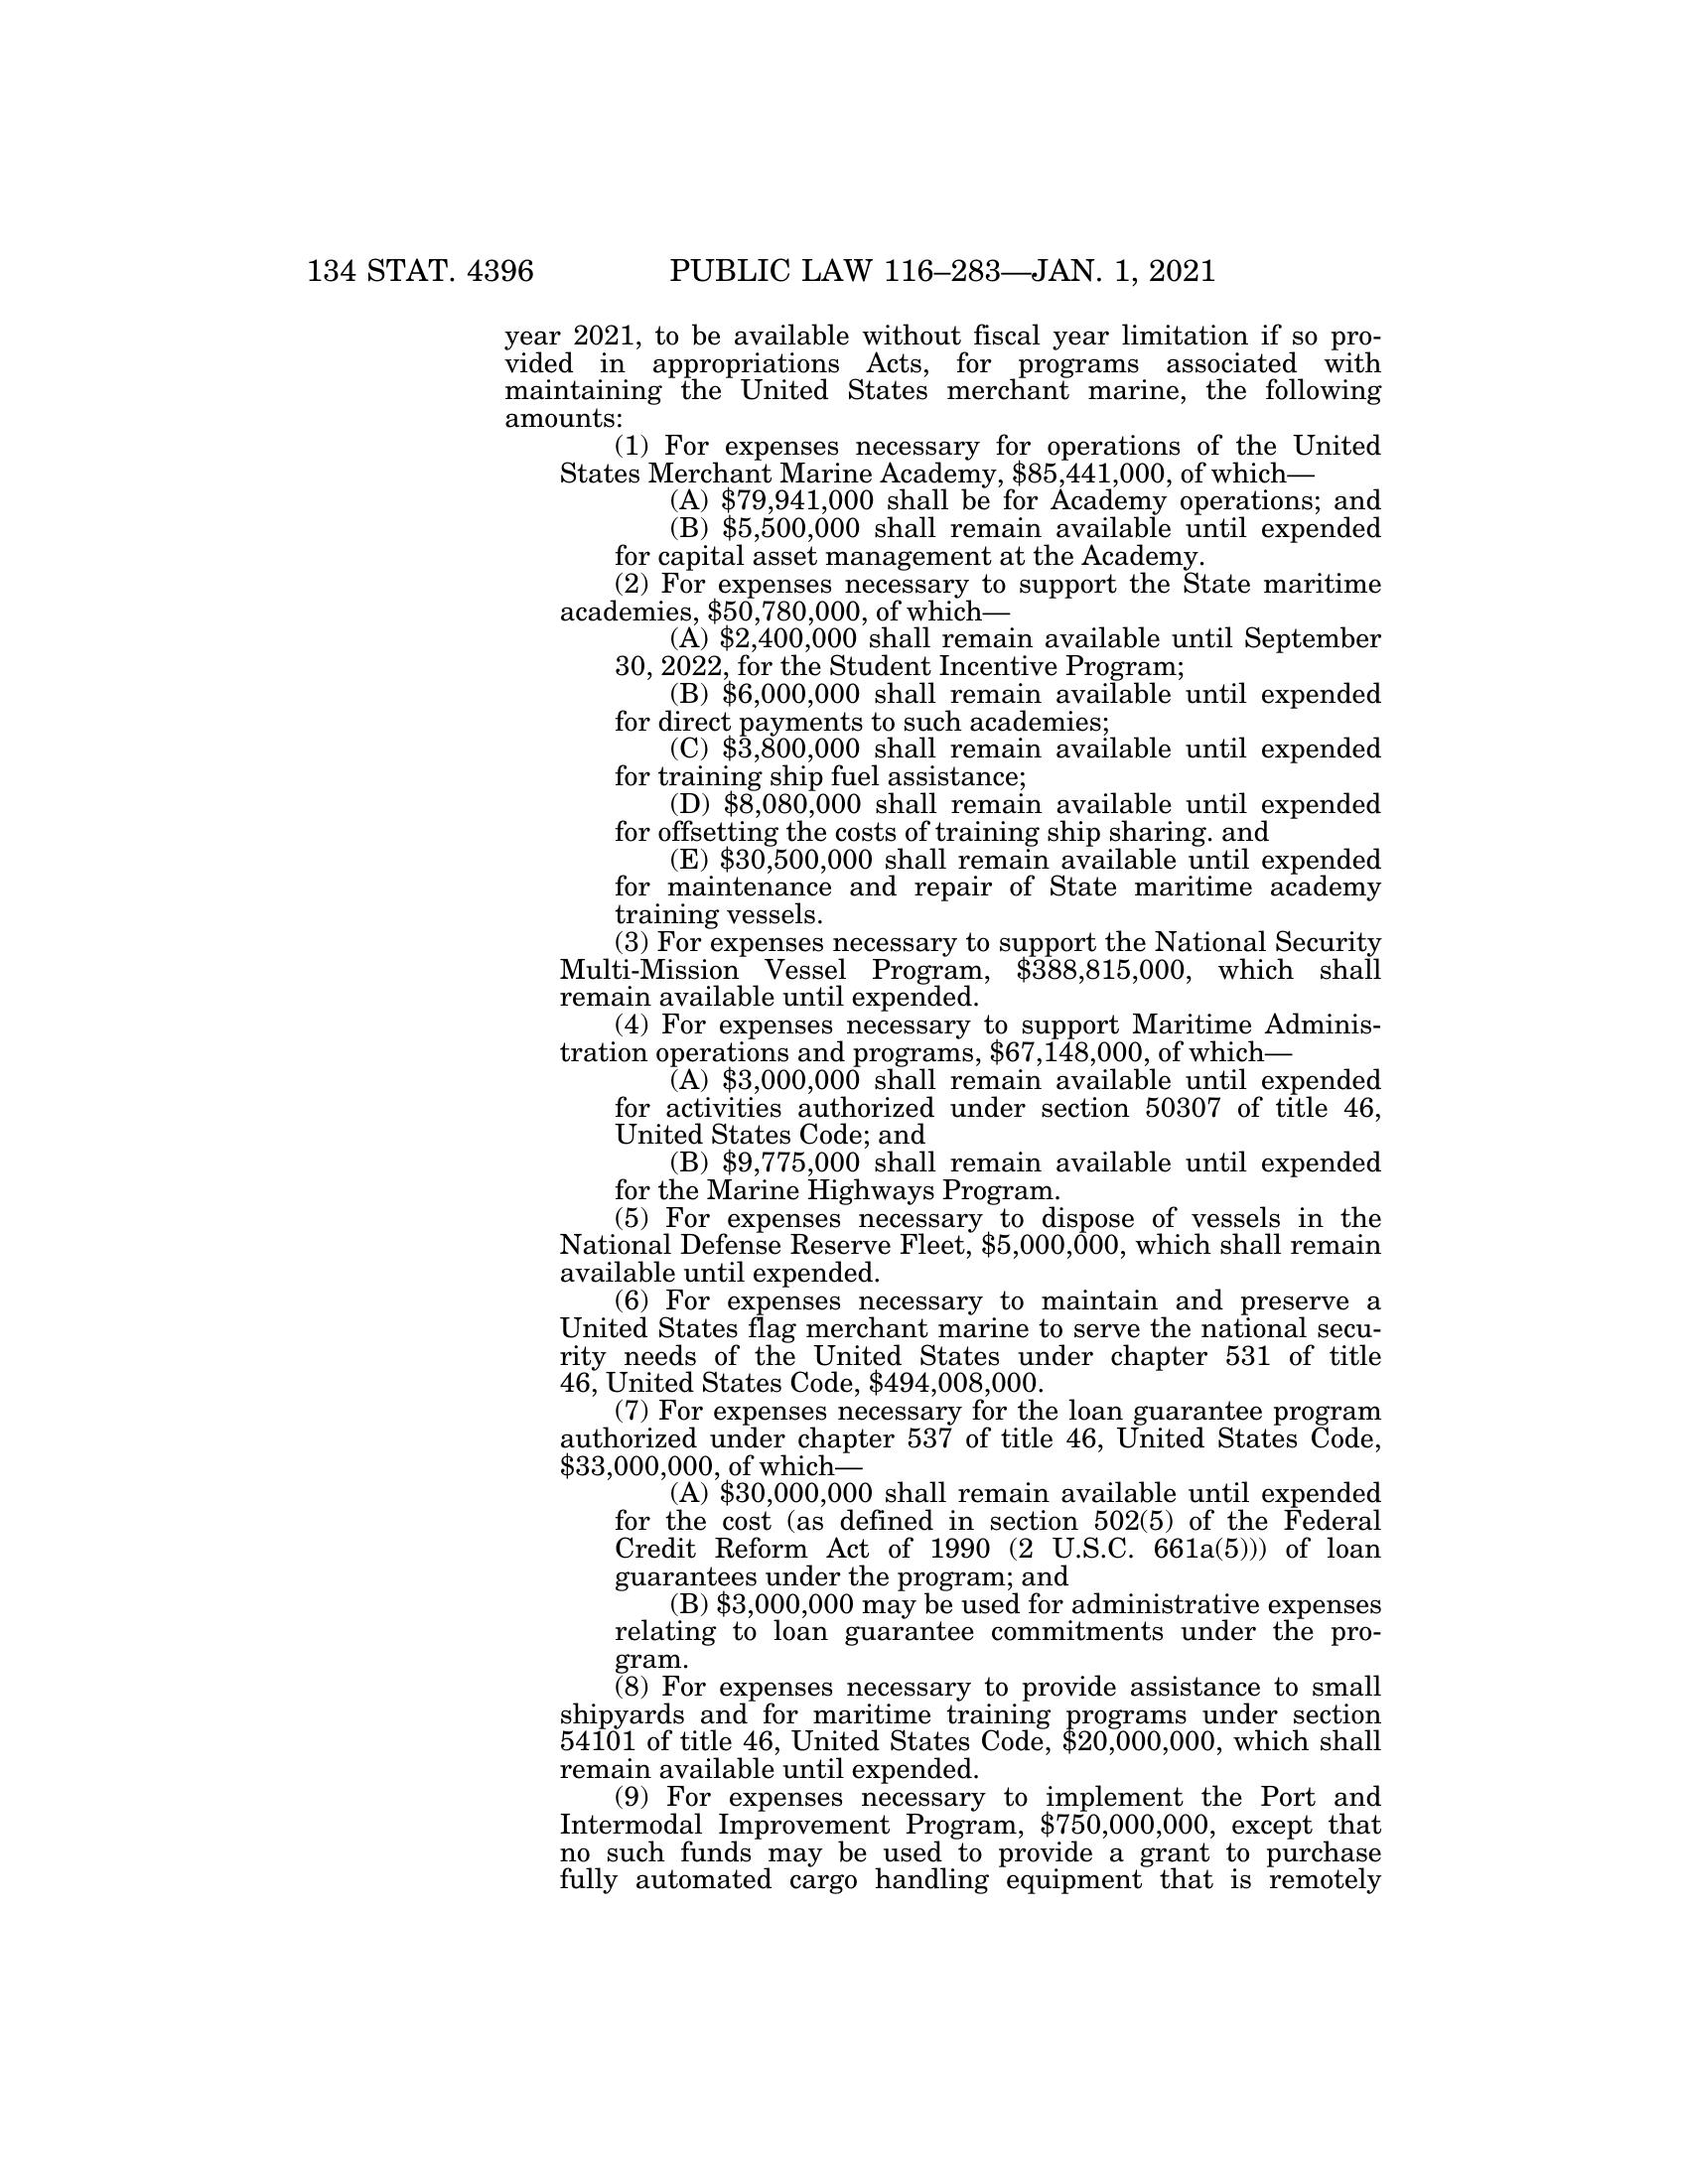 134 STAT. 4396 PUBLIC LAW 116–283—JAN. 1, 2021
year 2021, to be available without fiscal year limitation if so pro-
vided in appropriations Acts, for programs associated with
maintaining the United States merchant marine, the following
amounts:
(1) For expenses necessary for operations of the United
States Merchant Marine Academy, $85,441,000, of which—
(A) $79,941,000 shall be for Academy operations; and
(B) $5,500,000 shall remain available until expended
for capital asset management at the Academy.
(2) For expenses necessary to support the State maritime
academies, $50,780,000, of which—
(A) $2,400,000 shall remain available until September
30, 2022, for the Student Incentive Program;
(B) $6,000,000 shall remain available until expended
for direct payments to such academies;
(C) $3,800,000 shall remain available until expended
for training ship fuel assistance;
(D) $8,080,000 shall remain available until expended
for offsetting the costs of training ship sharing. and
(E) $30,500,000 shall remain available until expended
for maintenance and repair of State maritime academy
training vessels.
(3) For expenses necessary to support the National Security
Multi-Mission Vessel Program, $388,815,000, which shall
remain available until expended.
(4) For expenses necessary to support Maritime Adminis-
tration operations and programs, $67,148,000, of which—
(A) $3,000,000 shall remain available until expended
for activities authorized under section 50307 of title 46,
United States Code; and
(B) $9,775,000 shall remain available until expended
for the Marine Highways Program.
(5) For expenses necessary to dispose of vessels in the
National Defense Reserve Fleet, $5,000,000, which shall remain
available until expended.
(6) For expenses necessary to maintain and preserve a
United States flag merchant marine to serve the national secu-
rity needs of the United States under chapter 531 of title
46, United States Code, $494,008,000.
(7) For expenses necessary for the loan guarantee program
authorized under chapter 537 of title 46, United States Code,
$33,000,000, of which—
(A) $30,000,000 shall remain available until expended
for the cost (as defined in section 502(5) of the Federal
Credit Reform Act of 1990 (2 U.S.C. 661a(5))) of loan
guarantees under the program; and
(B) $3,000,000 may be used for administrative expenses
relating to loan guarantee commitments under the pro-
gram.
(8) For expenses necessary to provide assistance to small
shipyards and for maritime training programs under section
54101 of title 46, United States Code, $20,000,000, which shall
remain available until expended.
(9) For expenses necessary to implement the Port and
Intermodal Improvement Program, $750,000,000, except that
no such funds may be used to provide a grant to purchase
fully automated cargo handling equipment that is remotely